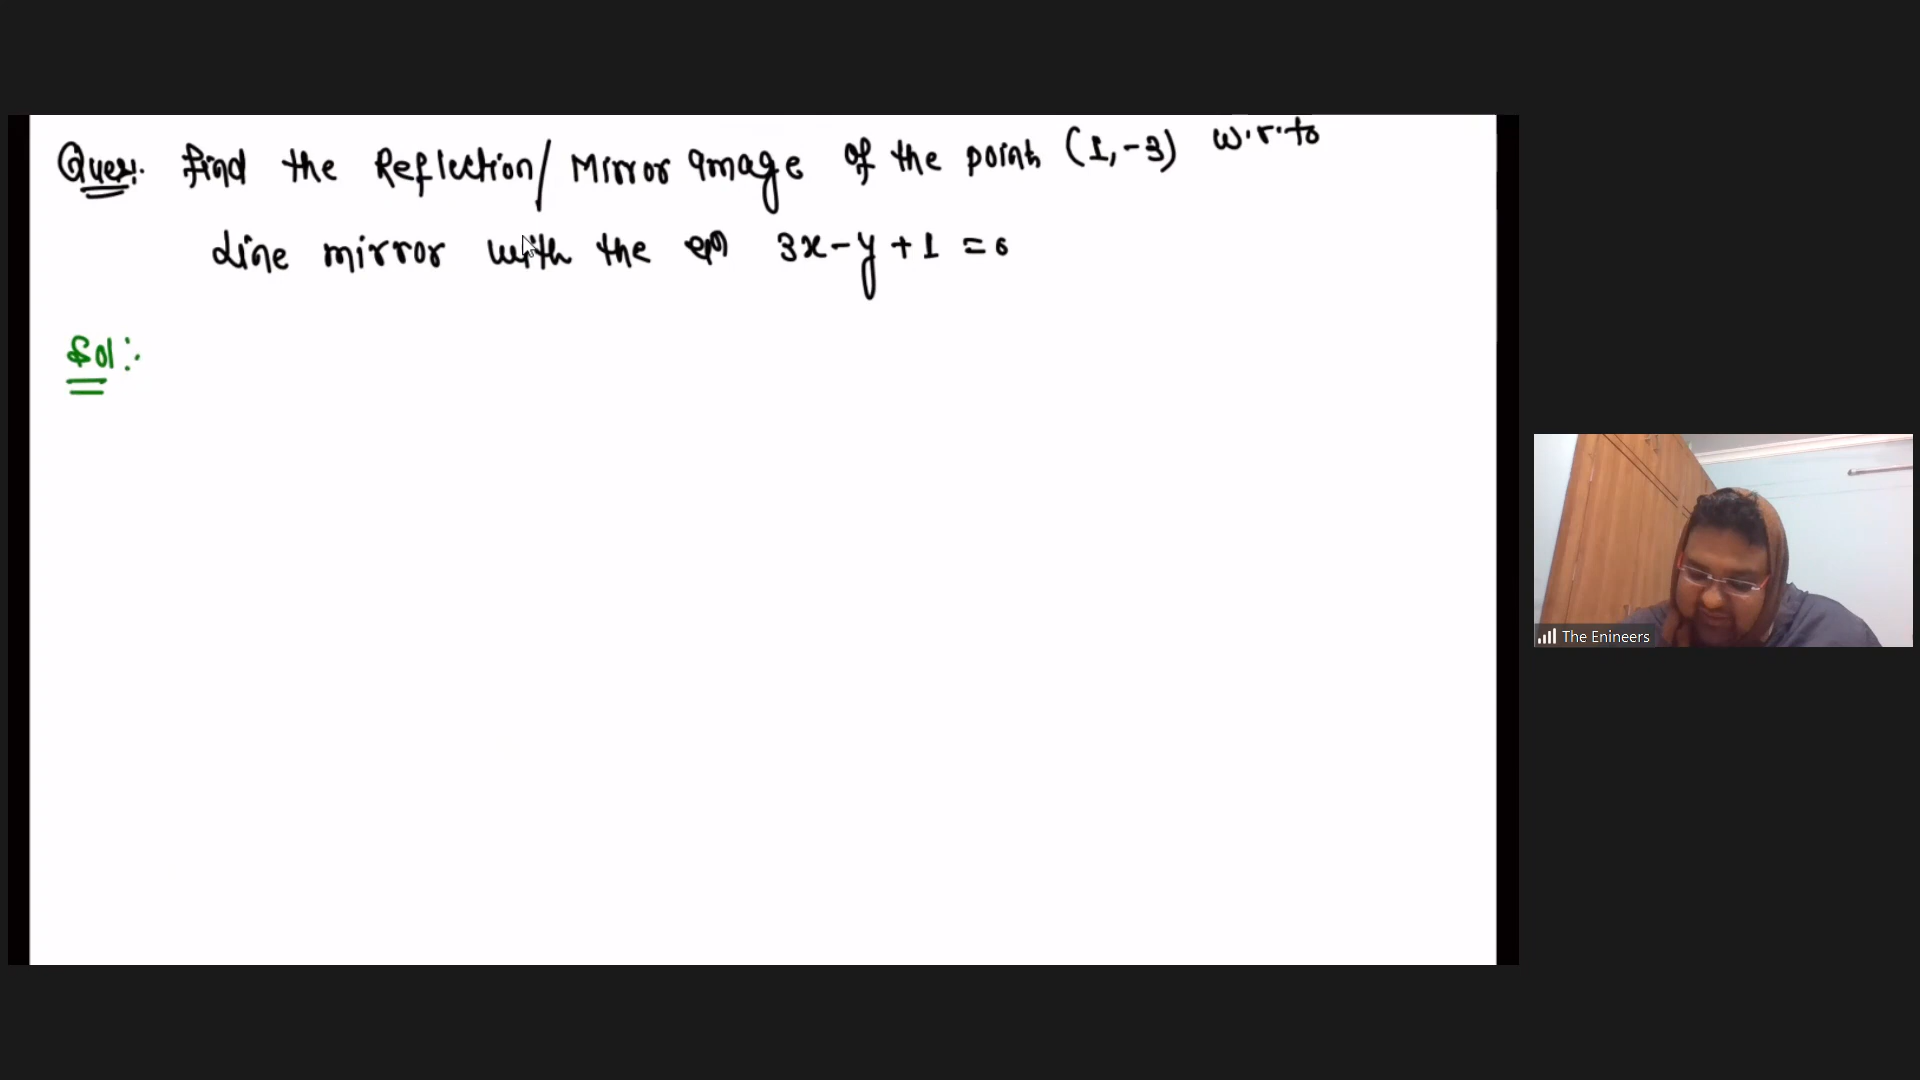 Ques:. find the Reflection/Mirror image of the point (1,-3) w.r.to
Line mirror with the eqn 3x-y+1=0
Sol:
The Enineers